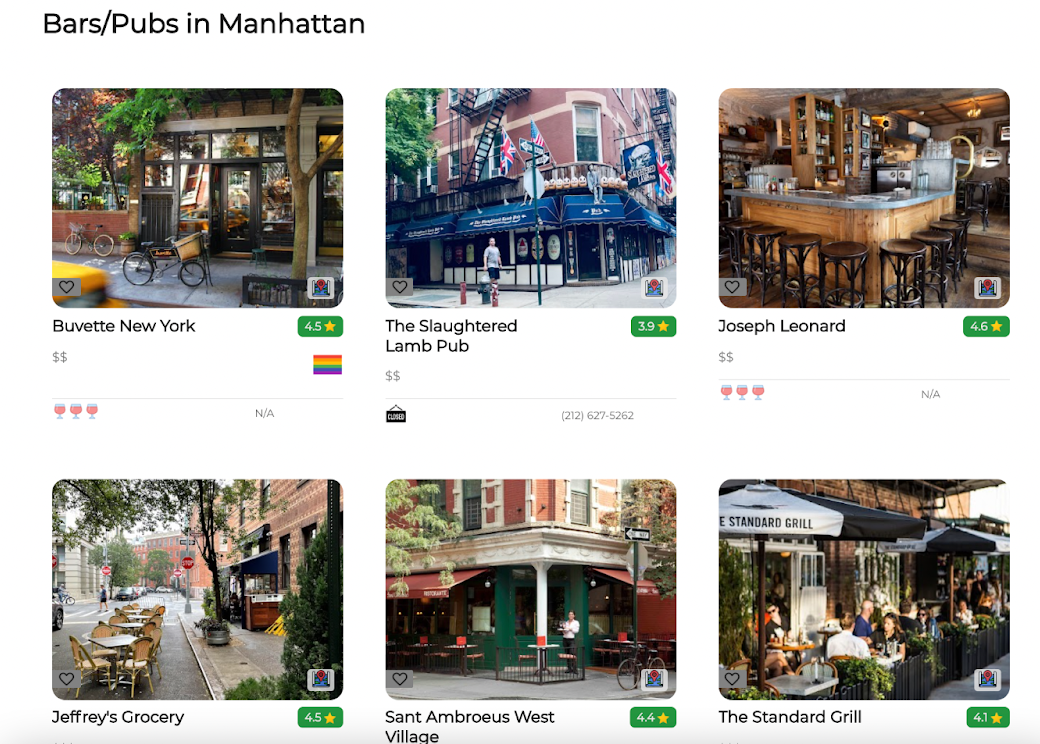 Bars/Pubs in Manhattan
Buvette New York
4.5
The Slaughtered
Lamb Pub
3.9
Joseph Leonard
4.6
$$
$$
$$
N/A
CLOSED
(212) 627-5262
N/A
STOP
RISTORANTE
E STANDARD GRILL
Jeffrey's Grocery
4.5
Sant Ambroeus West
Village
4.4
The Standard Grill
4.1